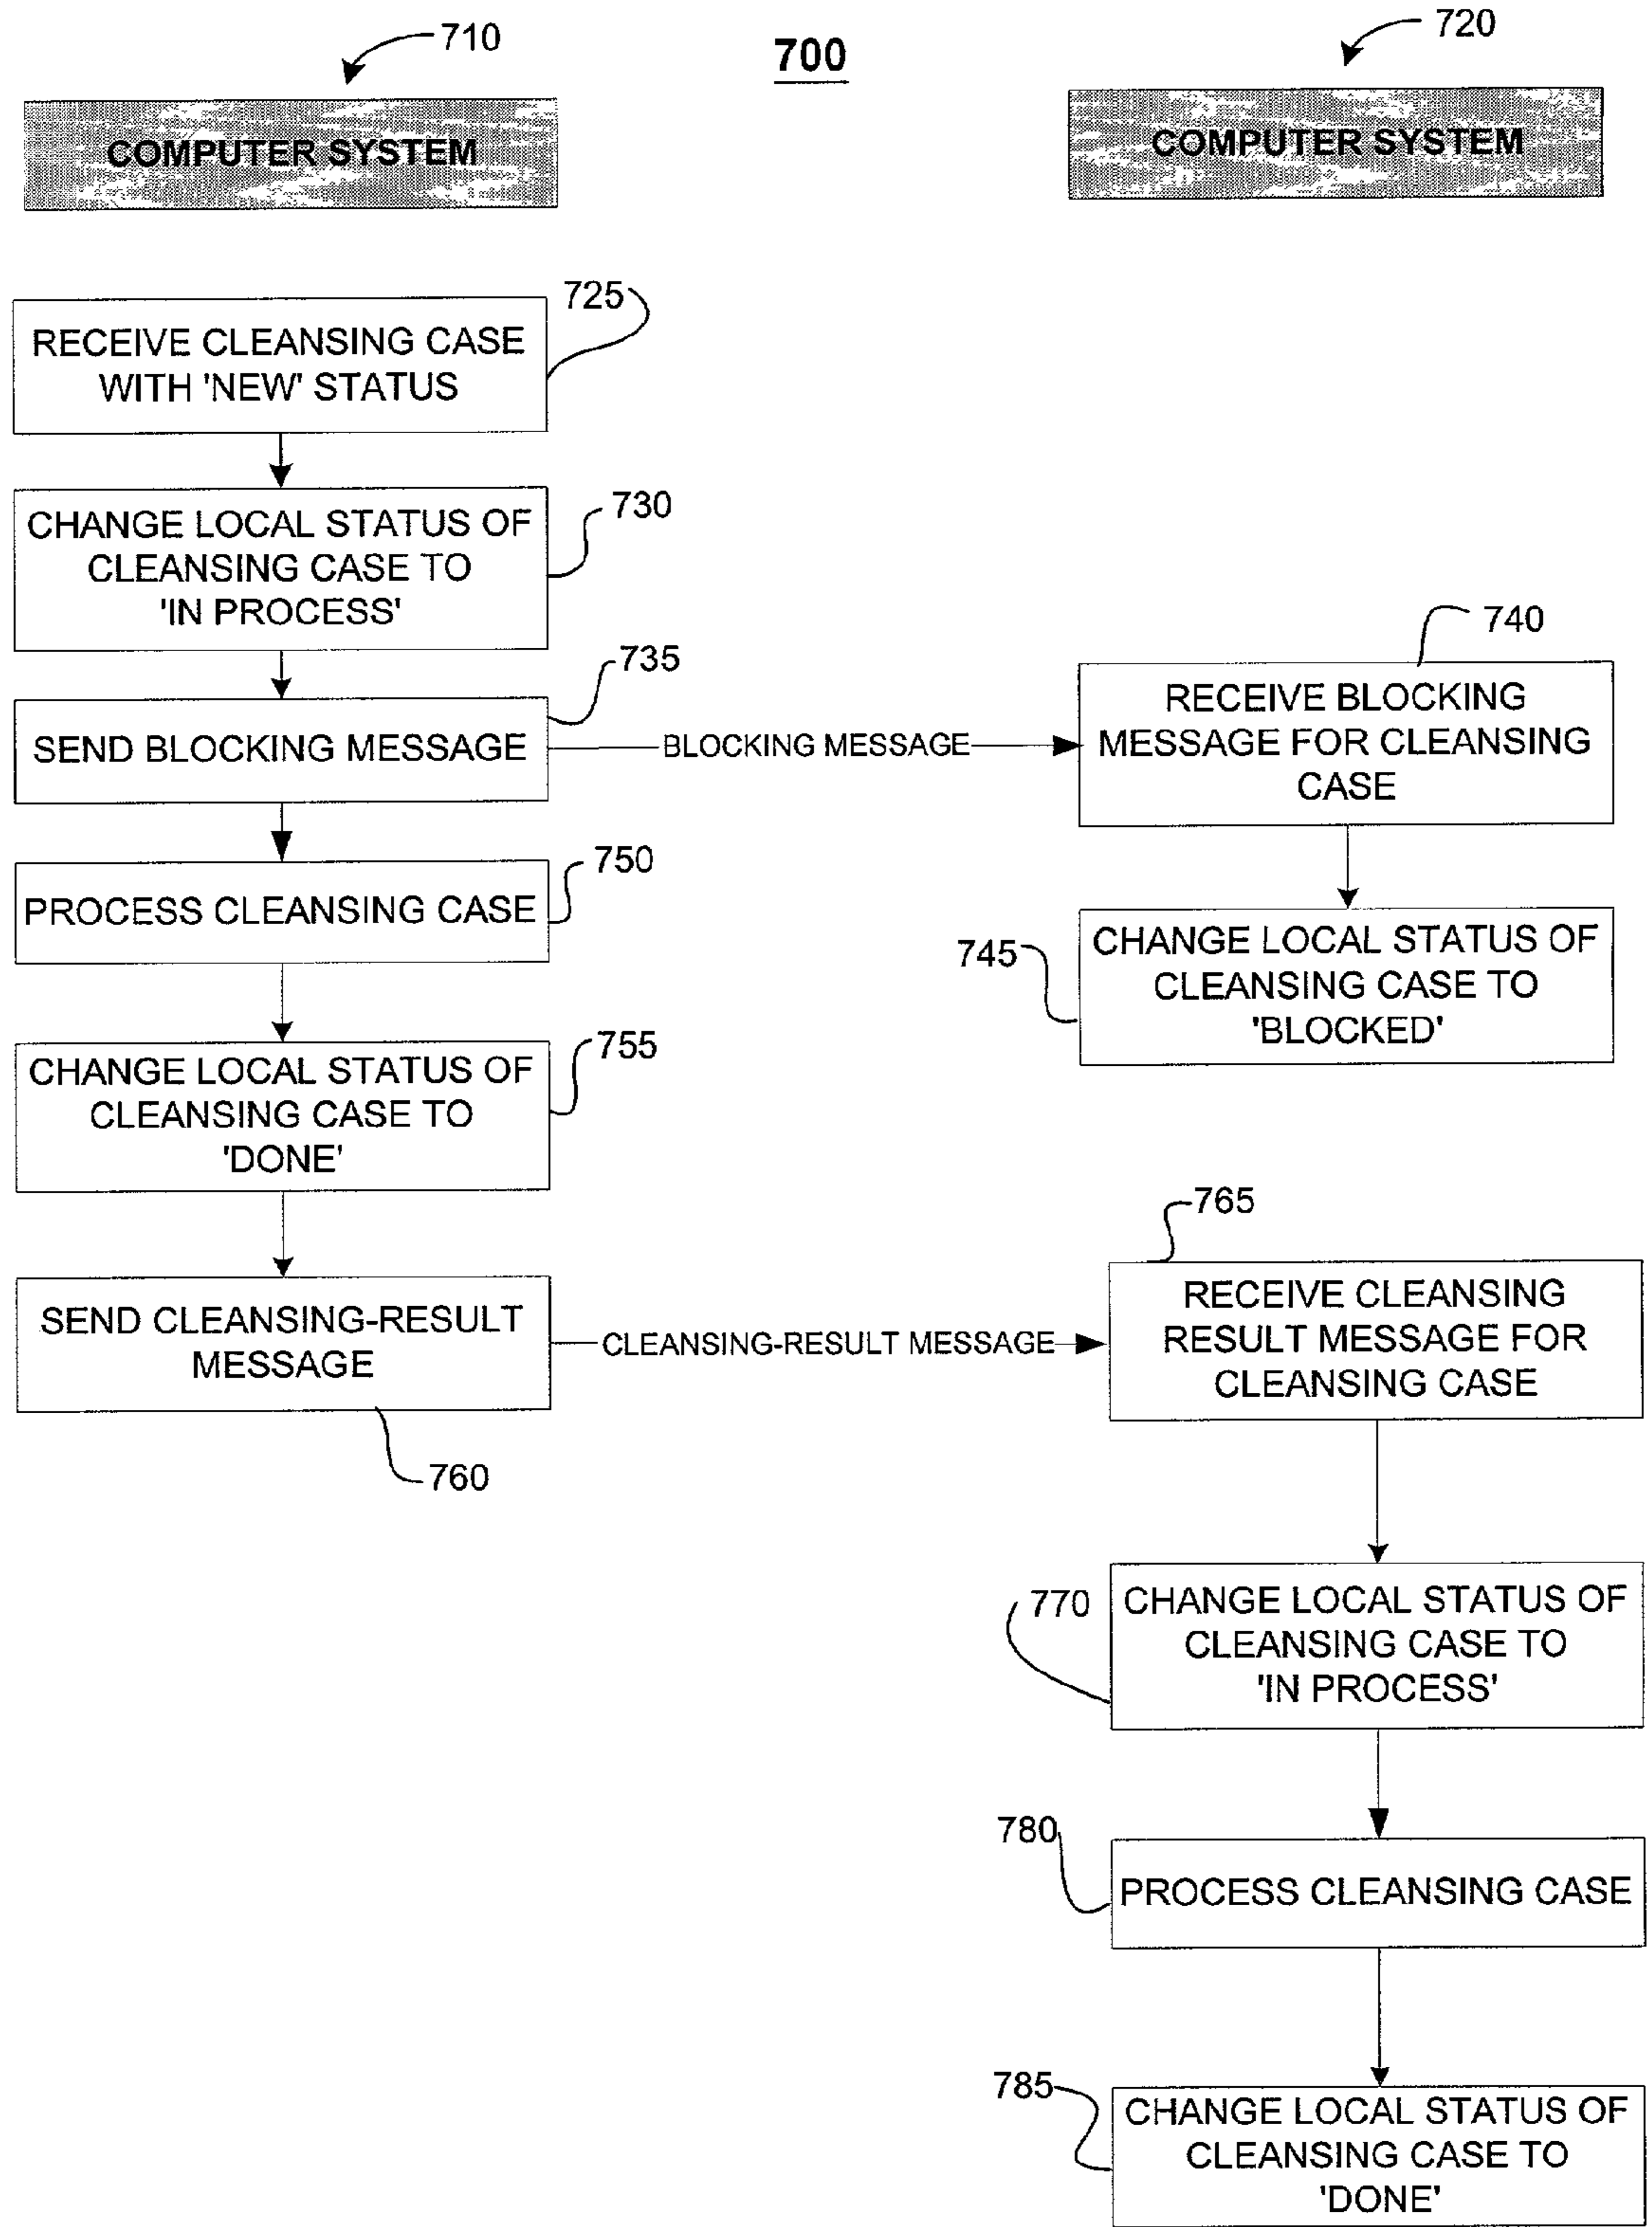 700
710
COMPUTER SYSTEM
720
COMPUTER SYSTEM
725
RECEIVE CLEANSING CASE
WITH 'NEW' STATUS
730
CHANGE LOCAL STATUS OF
CLEANSING CASE TO
'IN PROCESS'
735
SEND BLOCKING MESSAGE
BLOCKING MESSAGE
740
RECEIVE BLOCKING
MESSAGE FOR CLEANSING
CASE
745
CHANGE LOCAL STATUS OF
CLEANSING CASE TO
'BLOCKED'
750
PROCESS CLEANSING CASE
755
CHANGE LOCAL STATUS OF
CLEANSING CASE TO
'DONE'
SEND CLEANSING-RESULT
MESSAGE
760
CLEANSING-RESULT MESSAGE
765
RECEIVE CLEANSING
RESULT MESSAGE FOR
CLEANSING CASE
770
CHANGE LOCAL STATUS OF
CLEANSING CASE TO
'IN PROCESS'
780
PROCESS CLEANSING CASE
785
CHANGE LOCAL STATUS OF
CLEANSING CASE TO
'DONE'